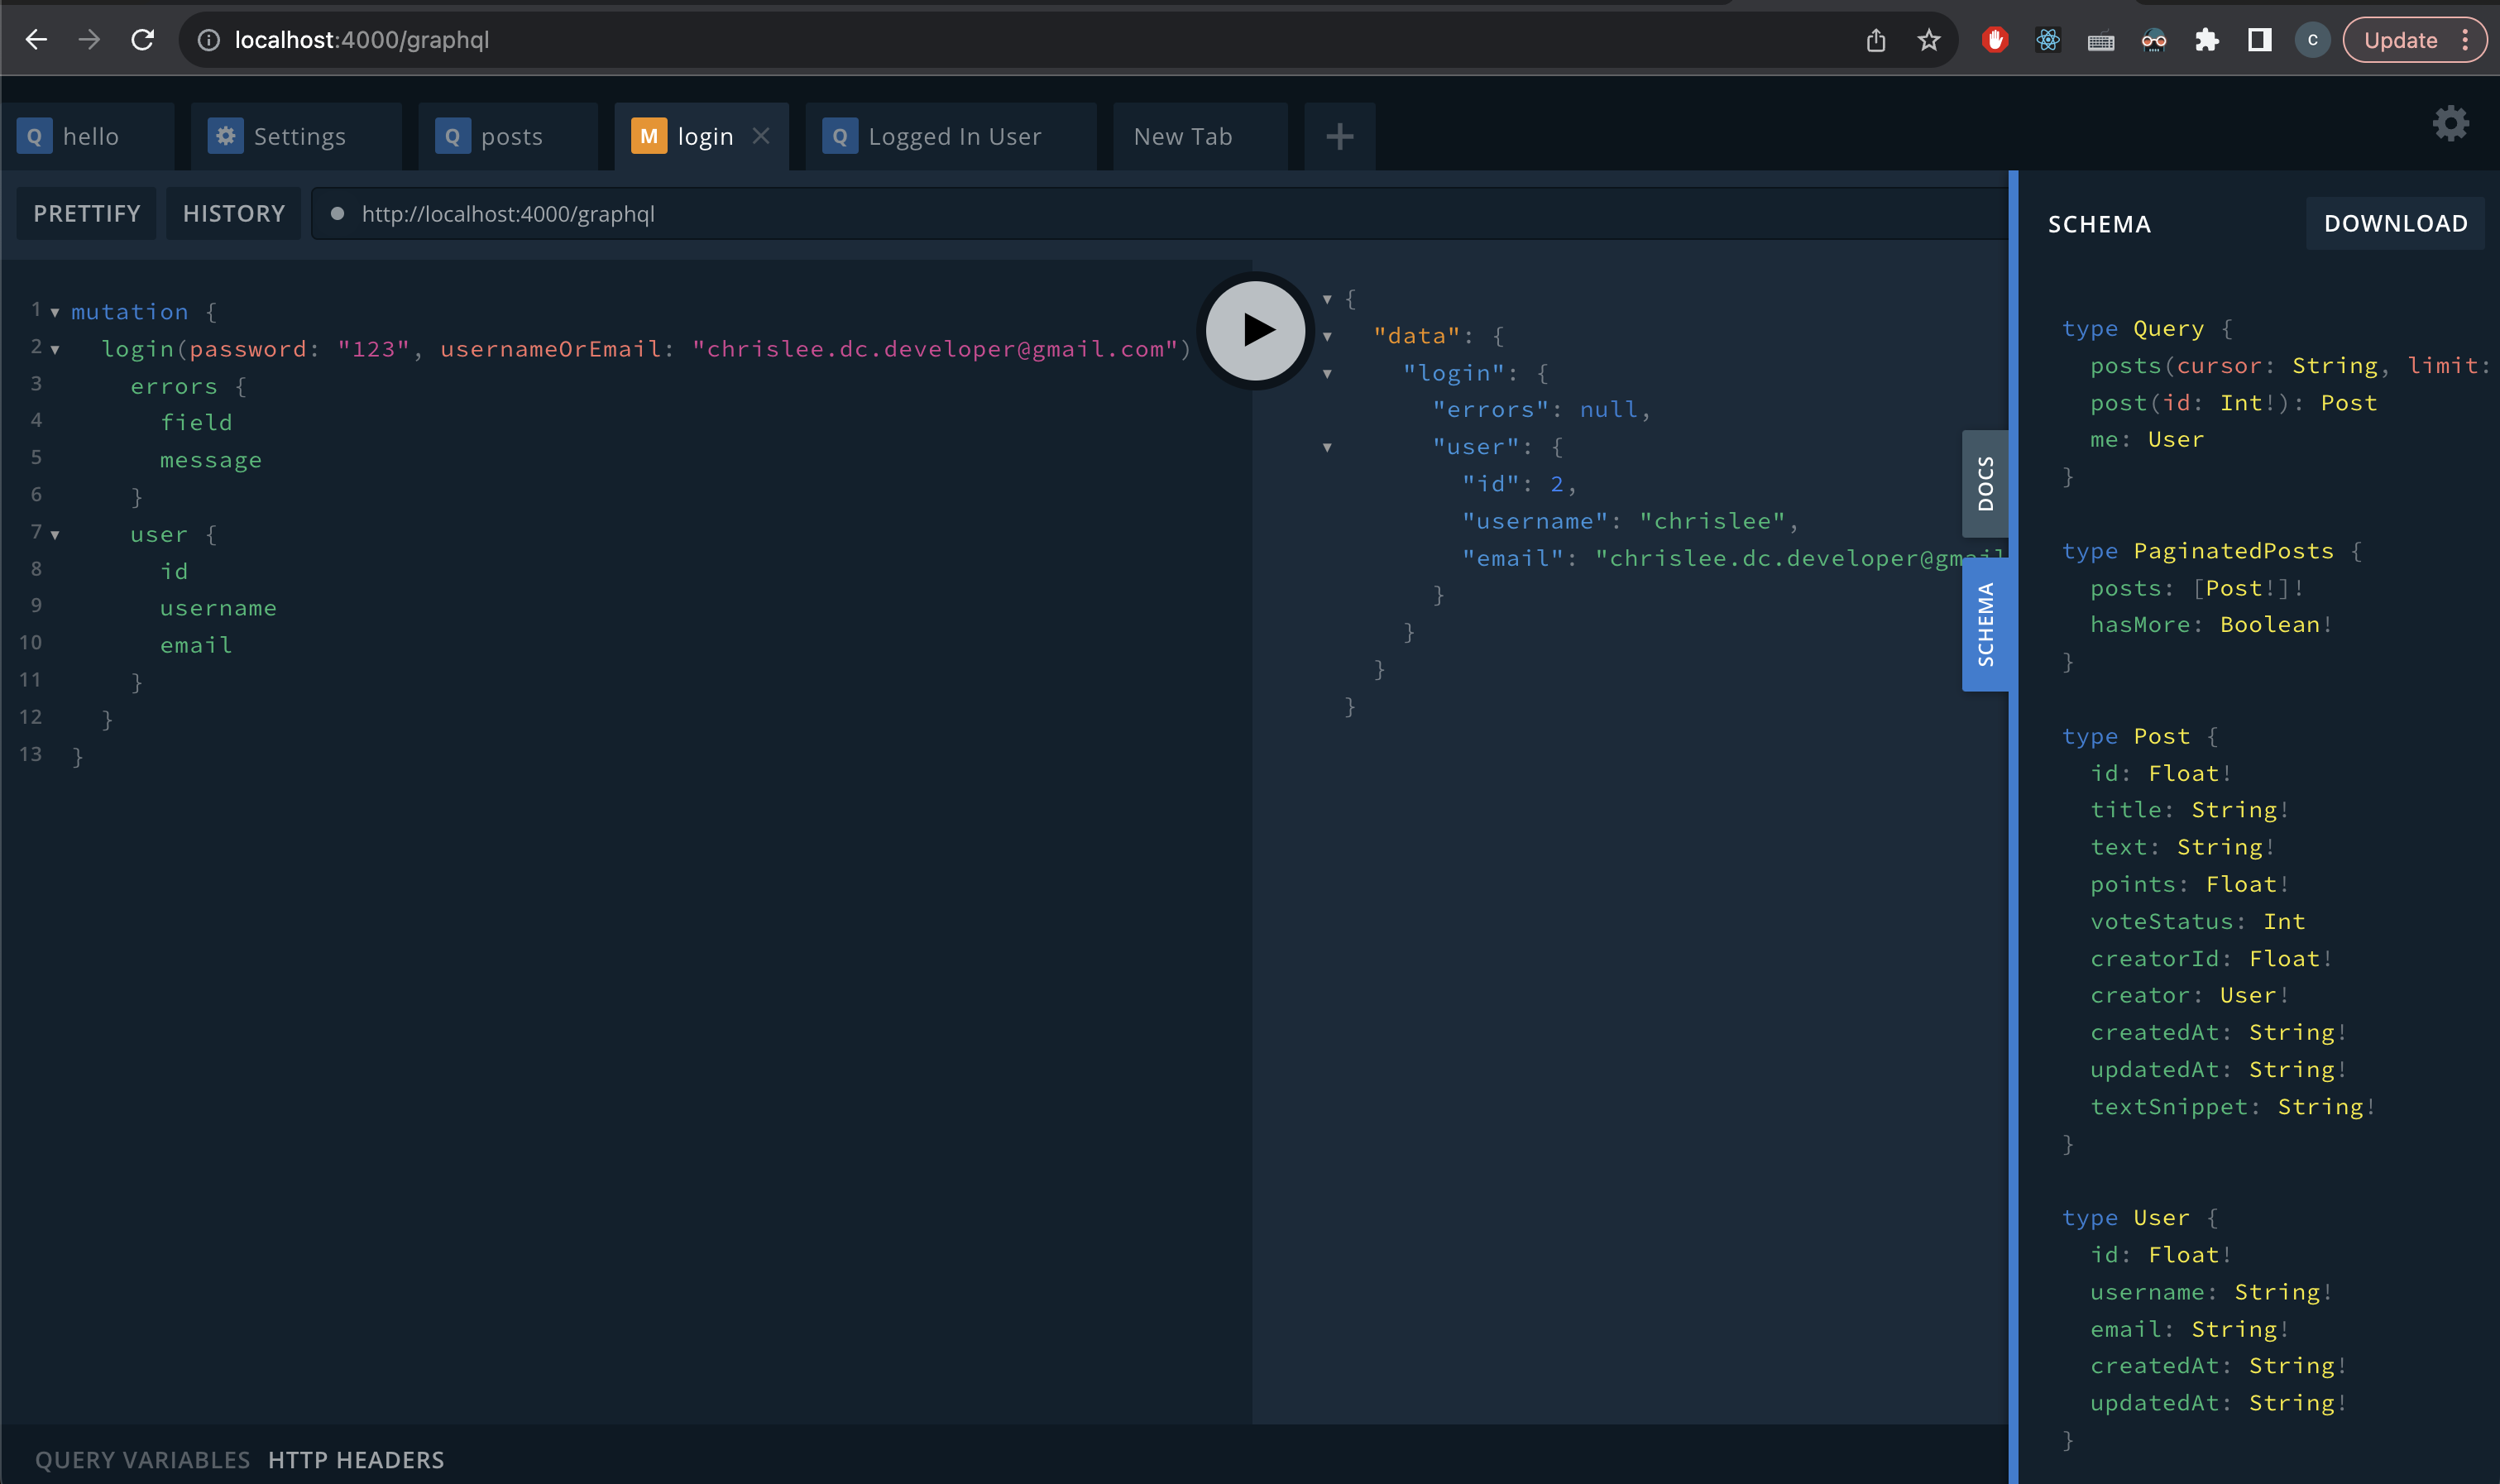 localhost:4000/graphql
C
Update
Q hello
Settings
Q posts
M login
Q Logged In User
New Tab
PRETTIFY
HISTORY
http://localhost:4000/graphql
1 mutation {
2 login(password: "123", usernameOrEmail: "chrislee.dc.developer@gmail.com")
3 errors {
4 field
5 message
6 }
7 user {
8 id
9 username
10 email
11 }
12 }
13 }
{
"data": {
"login": {
"errors": null,
"user": {
"id": 2,
"username": "chrislee",
"email": "chrislee.dc.developer@gmail
}
}
}
}
DOCS
SCHEMA
SCHEMA
DOWNLOAD
type Query {
posts(cursor: String, limit:
post(id: Int!): Post
me: User
}
type PaginatedPosts {
posts: [Post!]!
hasMore: Boolean!
}
type Post {
id: Float!
title: String!
text: String!
points: Float!
voteStatus: Int
creatorId: Float!
creator: User!
createdAt: String!
updatedAt: String!
textSnippet: String!
}
type User {
id: Float!
username: String!
email: String!
createdAt: String!
updatedAt: String!
}
QUERY VARIABLES
HTTP HEADERS